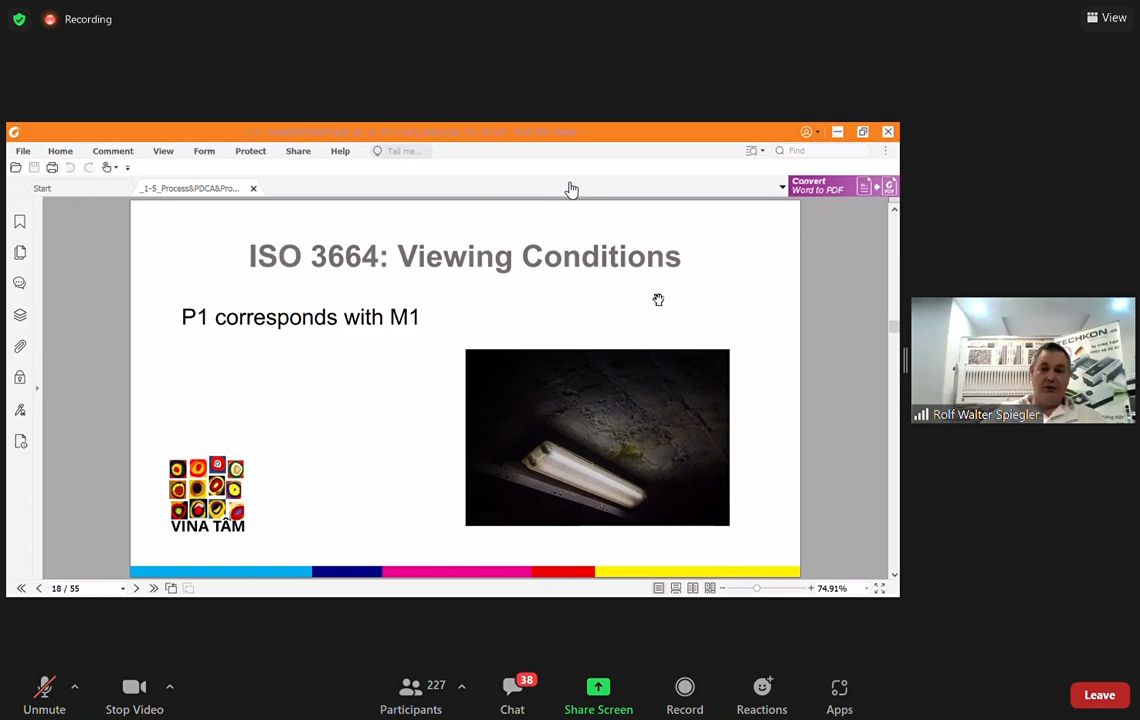 Recording
View
File Home Comment View Form Protect Share Help Tell me... Find
Start _1-5_Process&PDCA&Pro...
Convert
Word to PDF
ISO 3664: Viewing Conditions
P1 corresponds with M1
VINA TÂM
TECHKON
Rolf Walter Spiegler
18 / 55
74.91%
227
38
Unmute Stop Video Participants Chat Share Screen Record Reactions Apps Leave